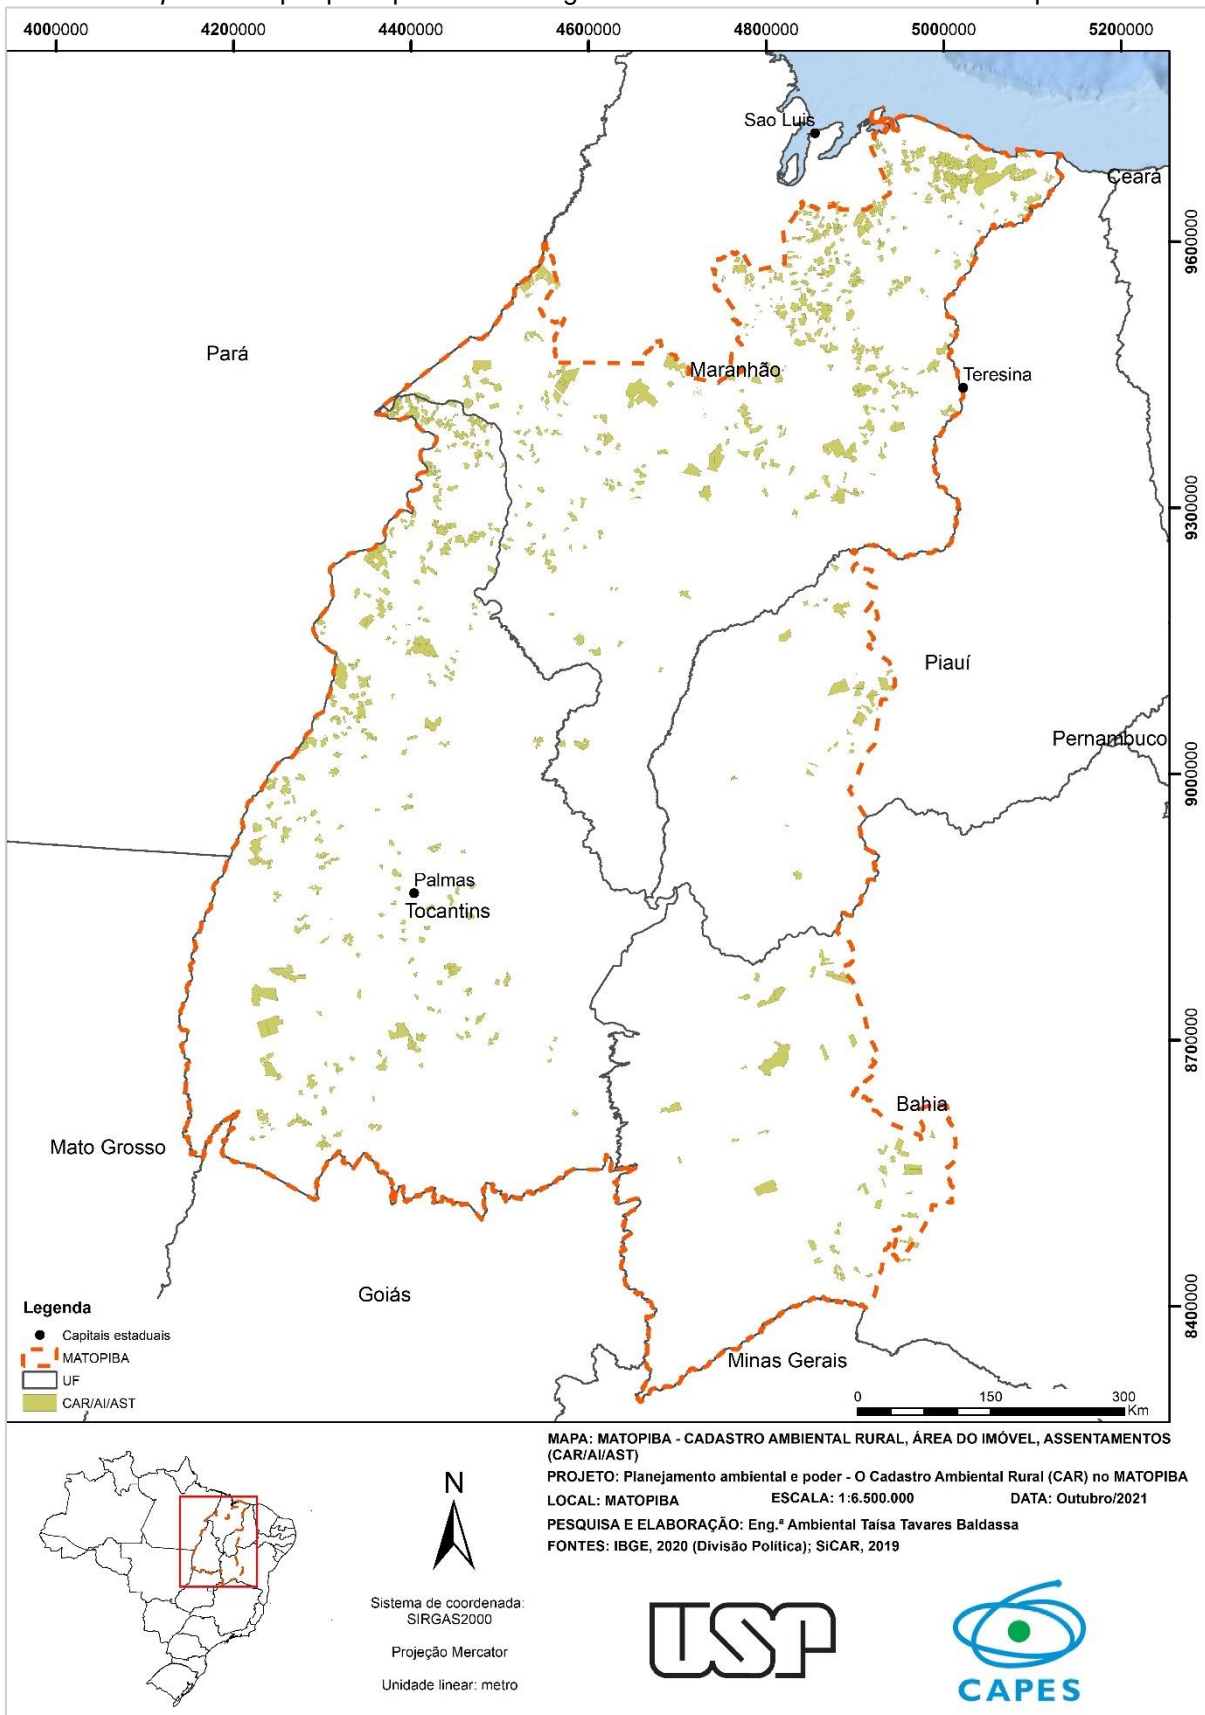 4000000 4200000 4400000 4600000 4800000 5000000 5200000
Sao Luis
Ceará
9600000
Pará
Maranhão
Teresina
9300000
Piauí
Pernambuco
9000000
Palmas
Tocantins
8700000
Bahia
Mato Grosso
Goiás
8400000
Minas Gerais
Legenda
Capitais estaduais
MATOPIBA
UF
CAR/AI/AST
0 150 300
Km
MAPA: MATOPIBA - CADASTRO AMBIENTAL RURAL, ÁREA DO IMÓVEL, ASSENTAMENTOS
(CAR/AI/AST)
PROJETO: Planejamento ambiental e poder - O Cadastro Ambiental Rural (CAR) no MATOPIBA
LOCAL: MATOPIBA ESCALA: 1:6.500.000 DATA: Outubro/2021
PESQUISA E ELABORAÇÃO: Eng.ª Ambiental Taísa Tavares Baldassa
FONTES: IBGE, 2020 (Divisão Política); SiCAR, 2019
N
Sistema de coordenada:
SIRGAS2000
Projeção Mercator
Unidade linear: metro
USP
CAPES